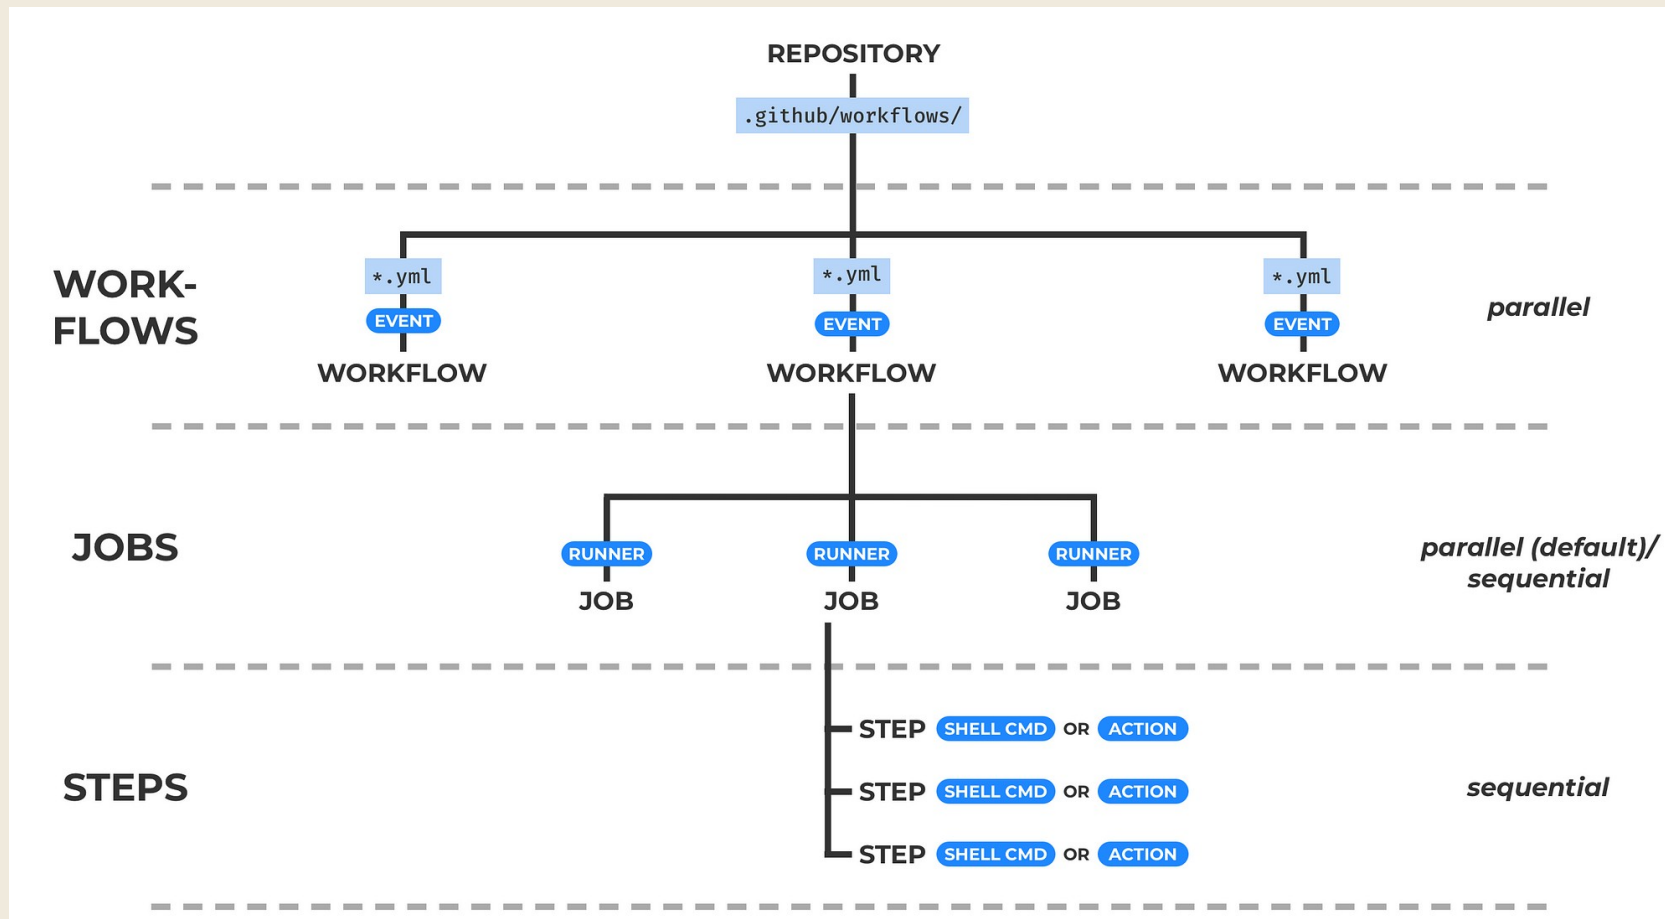 REPOSITORY
.github/workflows/
WORK-
FLOWS
*.yml
*.yml
*.yml
EVENT
EVENT
EVENT
WORKFLOW
WORKFLOW
WORKFLOW
parallel
JOBS
RUNNER
RUNNER
RUNNER
JOB
JOB
JOB
parallel (default)/
sequential
STEPS
STEP SHELL CMD OR ACTION
STEP SHELL CMD OR ACTION
STEP SHELL CMD OR ACTION
sequential